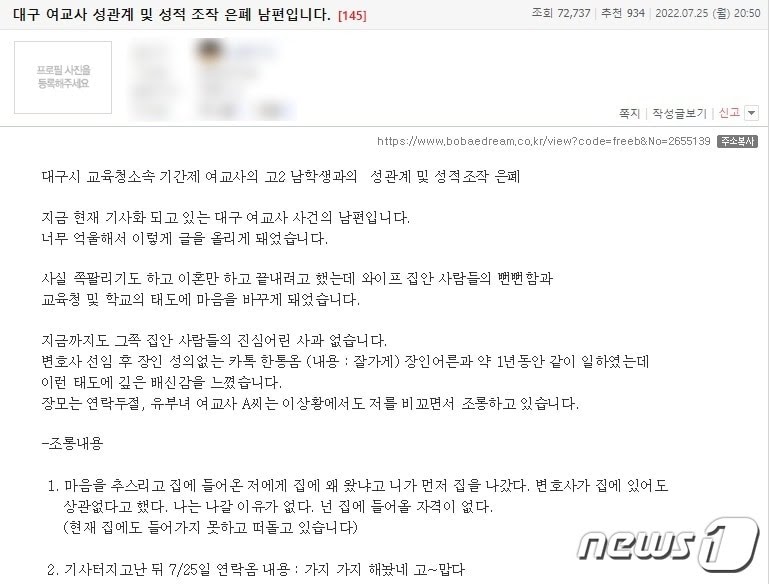 대구 여교사 성관계 및 성적 조작 은폐 남편입니다. [145]
조회 72,737 | 추천 934 | 2022.07.25 (월) 20:50
프로필 사진을
등록해주세요
쪽지 | 작성글보기 | 신고
https://www.bobaedream.co.kr/view?code=freeb&No=2655139 주소복사
대구시 교육청소속 기간제 여교사의 고2 남학생과의 성관계 및 성적조작 은폐
지금 현재 기사화 되고 있는 대구 여교사 사건의 남편입니다.
너무 억울해서 이렇게 글을 올리게 됐었습니다.
사실 쪽팔리기도 하고 이혼만 하고 끝내려고 했는데 와이프 집안 사람들의 뻔뻔함과
교육청 및 학교의 태도에 마음을 바꾸게 됐었습니다.
지금까지도 그쪽 집안 사람들의 진심어린 사과 없습니다.
변호사 선임 후 장인 성의없는 카톡 한통옴 (내용 : 잘가게) 장인어른과 약 1년동안 같이 일하였는데
이런 태도에 깊은 배신감을 느꼈습니다.
장모는 연락두절, 유부녀 여교사 A씨는 이상황에서도 저를 비꼬면서 조롱하고 있습니다.
-조롱내용
1. 마음을 추스리고 집에 들어온 저에게 집에 왜 왔냐고 니가 먼저 집을 나갔다. 변호사가 집에 있어도
상관없다고 했다. 나는 나갈 이유가 없다. 넌 집에 들어올 자격이 없다.
(현재 집에도 들어가지 못하고 떠돌고 있습니다)
2. 기사터지고난 뒤 7/25일 연락옴 내용 : 가지 가지 해놨네 고~맙다
news1